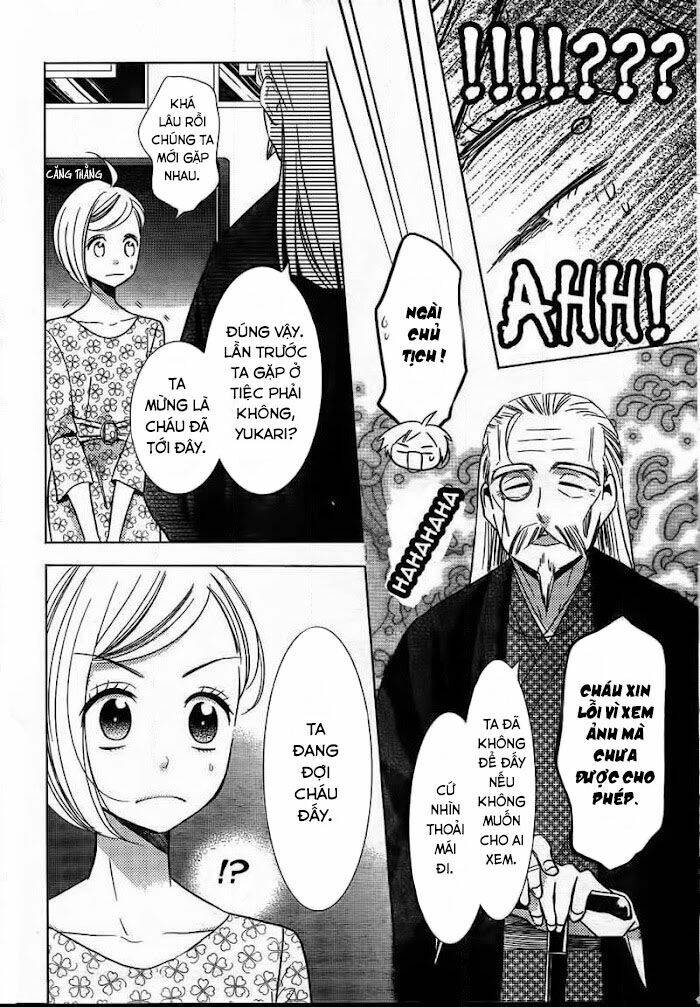 !!!!???
AHH!
NGÀI
CHỦ
TỊCH!
HAHAHAHA
CHÁU XIN
LỖI VÌ XEM
ẢNH MÀ
CHƯA
ĐƯỢC CHO
PHÉP.
TA ĐÃ
KHÔNG
ĐỂ ĐẤY NẾU
KHÔNG
MUỐN
CHO AI
XEM.
CỨ
NHÌN
THOẢI
MÁI
ĐI.
KHÁ
LÂU RỒI
CHÚNG TA
MỚI GẶP
NHAU.
CĂNG THẲNG
ĐÚNG VẬY.
LẦN TRƯỚC
TA GẶP Ở
TIỆC PHẢI
KHÔNG,
YUKARI?
TA
MỪNG LÀ
CHÁU ĐÃ
TỚI ĐÂY.
TA
ĐANG
ĐỢI
CHÁU
ĐẤY.
!?